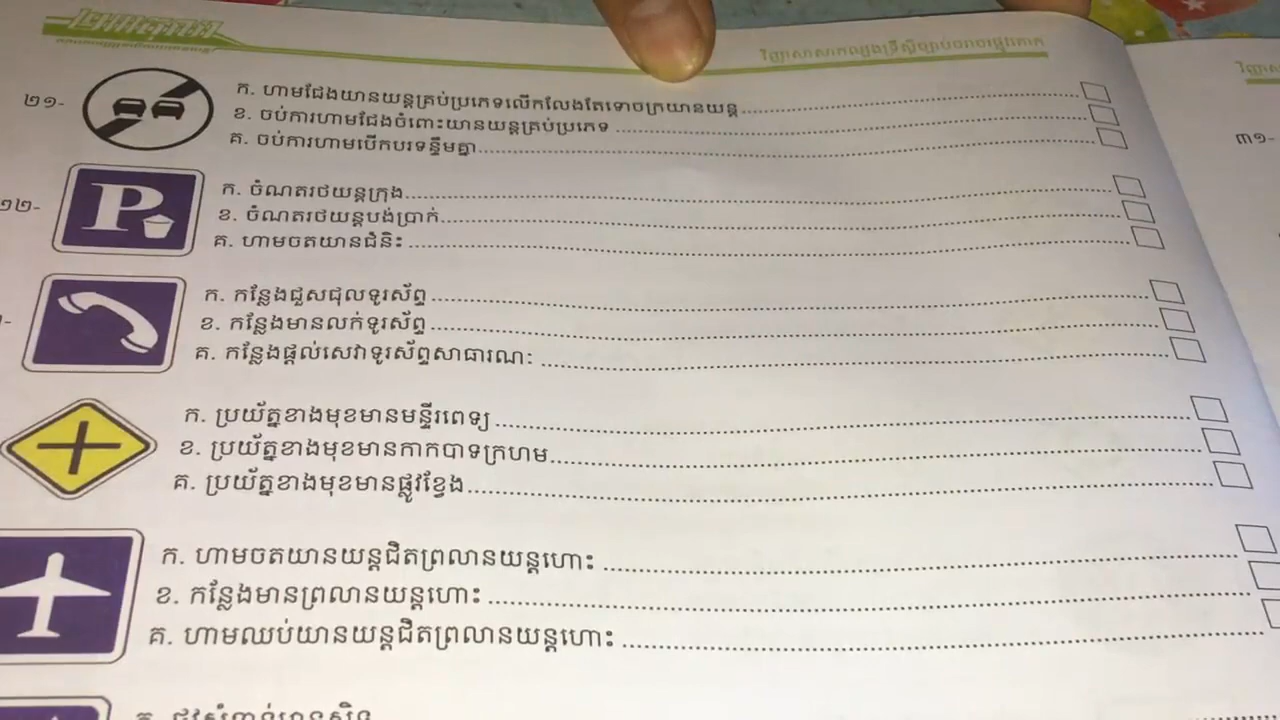 ២១-
ក. ហាមជែងយានយន្តគ្រប់ប្រភេទលើកលែងតែទោចក្រយានយន្ត
ខ. ចប់ការហាមជែងចំពោះយានយន្តគ្រប់ប្រភេទ
គ. ចប់ការហាមបើកបរទន្ទឹមគ្នា
២២-
P
ក. ចំណតរថយន្តក្រុង
ខ. ចំណតរថយន្តបង់ប្រាក់
គ. ហាមចតយានជំនិះ
ក. កន្លែងជួសជុលទូរស័ព្ទ
ខ. កន្លែងមានលក់ទូរស័ព្ទ
គ. កន្លែងផ្តល់សេវាទូរស័ព្ទសាធារណៈ
ក. ប្រយ័ត្នខាងមុខមានមន្ទីរពេទ្យ
ខ. ប្រយ័ត្នខាងមុខមានកាកបាទក្រហម
គ. ប្រយ័ត្នខាងមុខមានផ្លូវខ្វែង
ក. ហាមចតយានយន្តជិតព្រលានយន្តហោះ
ខ. កន្លែងមានព្រលានយន្តហោះ
គ. ហាមឈប់យានយន្តជិតព្រលានយន្តហោះ
៣១-